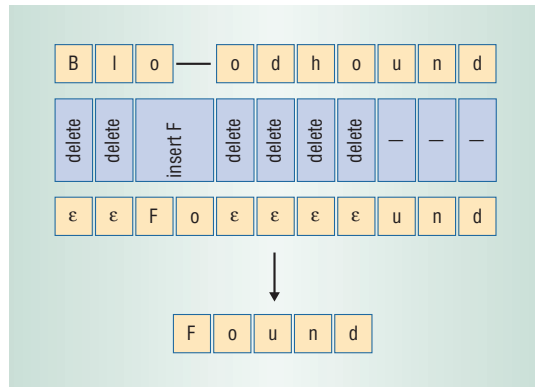 B l o — o d h o u n d
delete delete insert F delete delete delete delete – – –
ε ε F o ε ε ε u n d
F o u n d